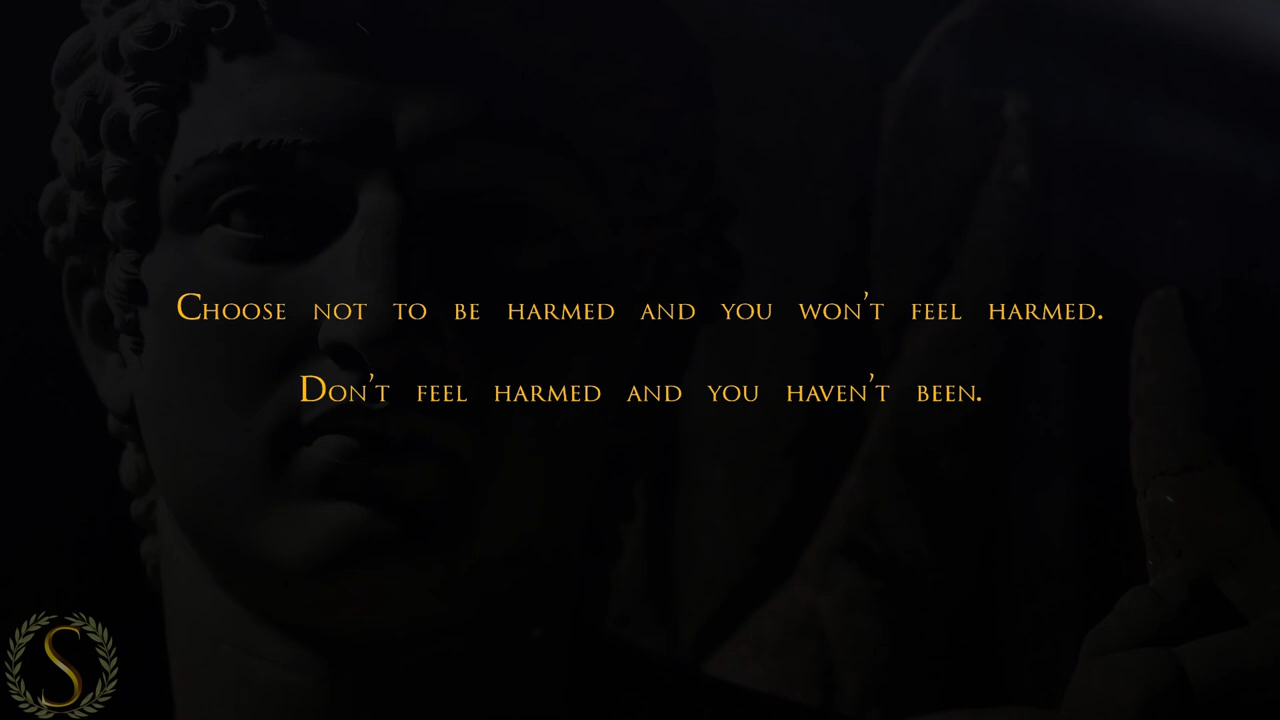 Choose not to be harmed and you won't feel harmed.
Don't feel harmed and you haven't been.
S